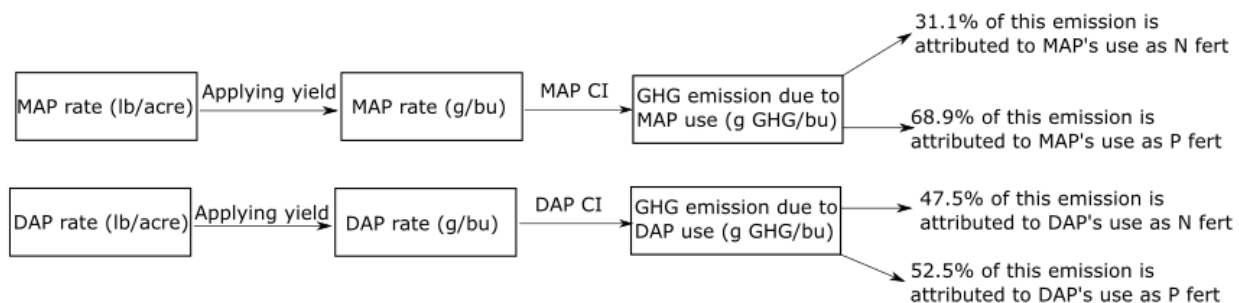 31.1% of this emission is
attributed to MAP's use as N fert
MAP rate (lb/acre)
Applying yield
MAP rate (g/bu)
MAP CI
GHG emission due to
MAP use (g GHG/bu)
68.9% of this emission is
attributed to MAP's use as P fert
DAP rate (lb/acre)
Applying yield
DAP rate (g/bu)
DAP CI
GHG emission due to
DAP use (g GHG/bu)
47.5% of this emission is
attributed to DAP's use as N fert
52.5% of this emission is
attributed to DAP's use as P fert